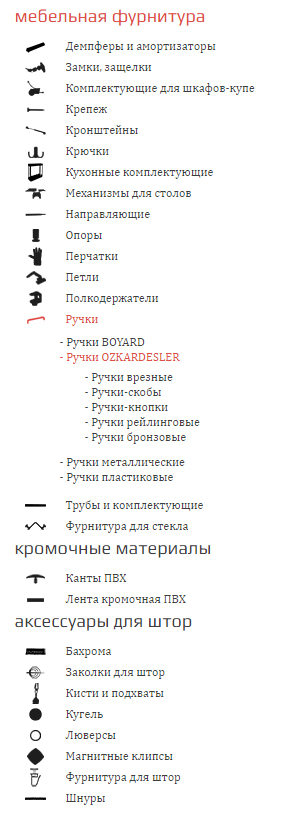 мебельная фурнитура
Демпферы и амортизаторы
Замки, защелки
Комплектующие для шкафов-купе
Крепеж
Кронштейны
Крючки
Кухонные комплектующие
Механизмы для столов
Направляющие
Опоры
Перчатки
Петли
Полкодержатели
Ручки
- Ручки BOYARD
- Ручки OZKARDESLER
- Ручки врезные
- Ручки-скобы
- Ручки-кнопки
- Ручки рейлинговые
- Ручки бронзовые
- Ручки металлические
- Ручки пластиковые
Трубы и комплектующие
Фурнитура для стекла
кромочные материалы
Канты ПВХ
Лента кромочная ПВХ
аксессуары для штор
Бахрома
Заколки для штор
Кисти и подхваты
Кугель
Люверсы
Магнитные клипсы
Фурнитура для штор
Шнуры